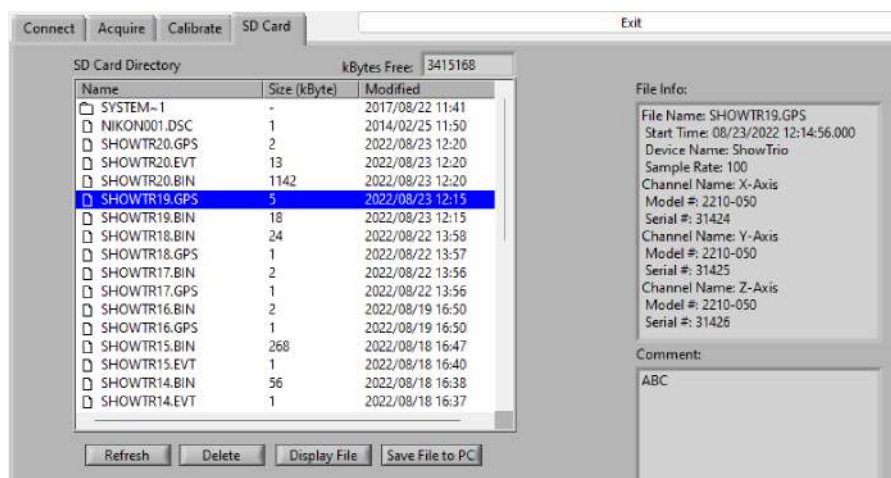 Connect Acquire Calibrate SD Card Exit
SD Card Directory kBytes Free: 3415168
Name Size (kByte) Modified
SYSTEM~1 - 2017/08/22 11:41
NIKON001.DSC 1 2014/02/25 11:50
SHOWTR20.GPS 2 2022/08/23 12:20
SHOWTR20.EVT 13 2022/08/23 12:20
SHOWTR20.BIN 1142 2022/08/23 12:20
SHOWTR19.GPS 5 2022/08/23 12:15
SHOWTR19.BIN 18 2022/08/23 12:15
SHOWTR18.BIN 24 2022/08/22 13:58
SHOWTR18.GPS 1 2022/08/22 13:57
SHOWTR17.BIN 2 2022/08/22 13:56
SHOWTR17.GPS 1 2022/08/22 13:56
SHOWTR16.BIN 2 2022/08/19 16:50
SHOWTR16.GPS 1 2022/08/19 16:50
SHOWTR15.BIN 268 2022/08/18 16:47
SHOWTR15.EVT 1 2022/08/18 16:40
SHOWTR14.BIN 56 2022/08/18 16:38
SHOWTR14.EVT 1 2022/08/18 16:37
Refresh Delete Display File Save File to PC
File Info:
File Name: SHOWTR19.GPS
Start Time: 08/23/2022 12:14:56.000
Device Name: ShowTrio
Sample Rate: 100
Channel Name: X-Axis
Model #: 2210-050
Serial #: 31424
Channel Name: Y-Axis
Model #: 2210-050
Serial #: 31425
Channel Name: Z-Axis
Model #: 2210-050
Serial #: 31426
Comment:
ABC